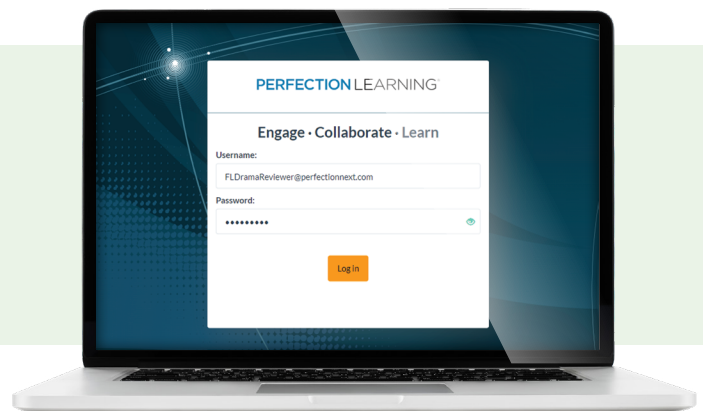 PERFECTION LEARNING®
Engage · Collaborate · Learn
Username:
FLDramaReviewer@perfectionnext.com
Password:
•••••••••
Log in